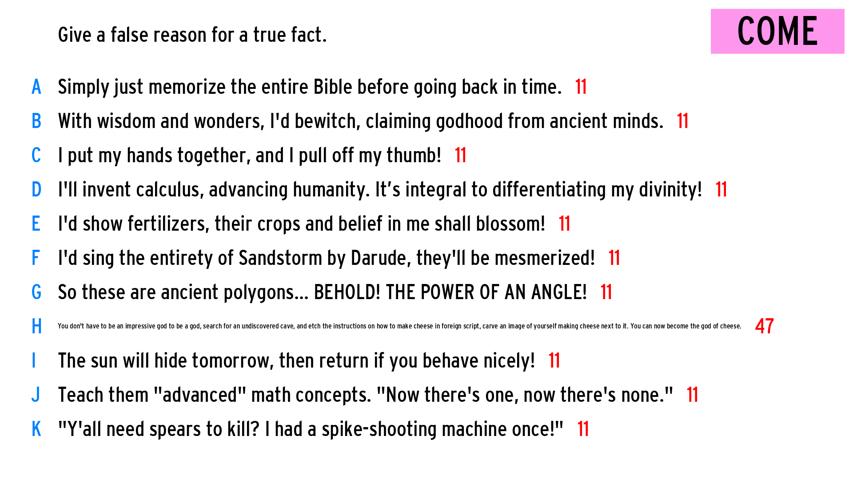 Give a false reason for a true fact.
COME
A Simply just memorize the entire Bible before going back in time. 11
B With wisdom and wonders, I'd bewitch, claiming godhood from ancient minds. 11
C I put my hands together, and I pull off my thumb! 11
D I'll invent calculus, advancing humanity. It’s integral to differentiating my divinity! 11
E I'd show fertilizers, their crops and belief in me shall blossom! 11
F I'd sing the entirety of Sandstorm by Darude, they'll be mesmerized! 11
G So these are ancient polygons... BEHOLD! THE POWER OF AN ANGLE! 11
H You don't have to be an impressive god to be a god, search for an undiscovered cave, and etch the instructions on how to make cheese in foreign script, carve an image of yourself making cheese next to it. You can now become the god of cheese. 47
I The sun will hide tomorrow, then return if you behave nicely! 11
J Teach them "advanced" math concepts. "Now there's one, now there's none." 11
K "Y'all need spears to kill? I had a spike-shooting machine once!" 11